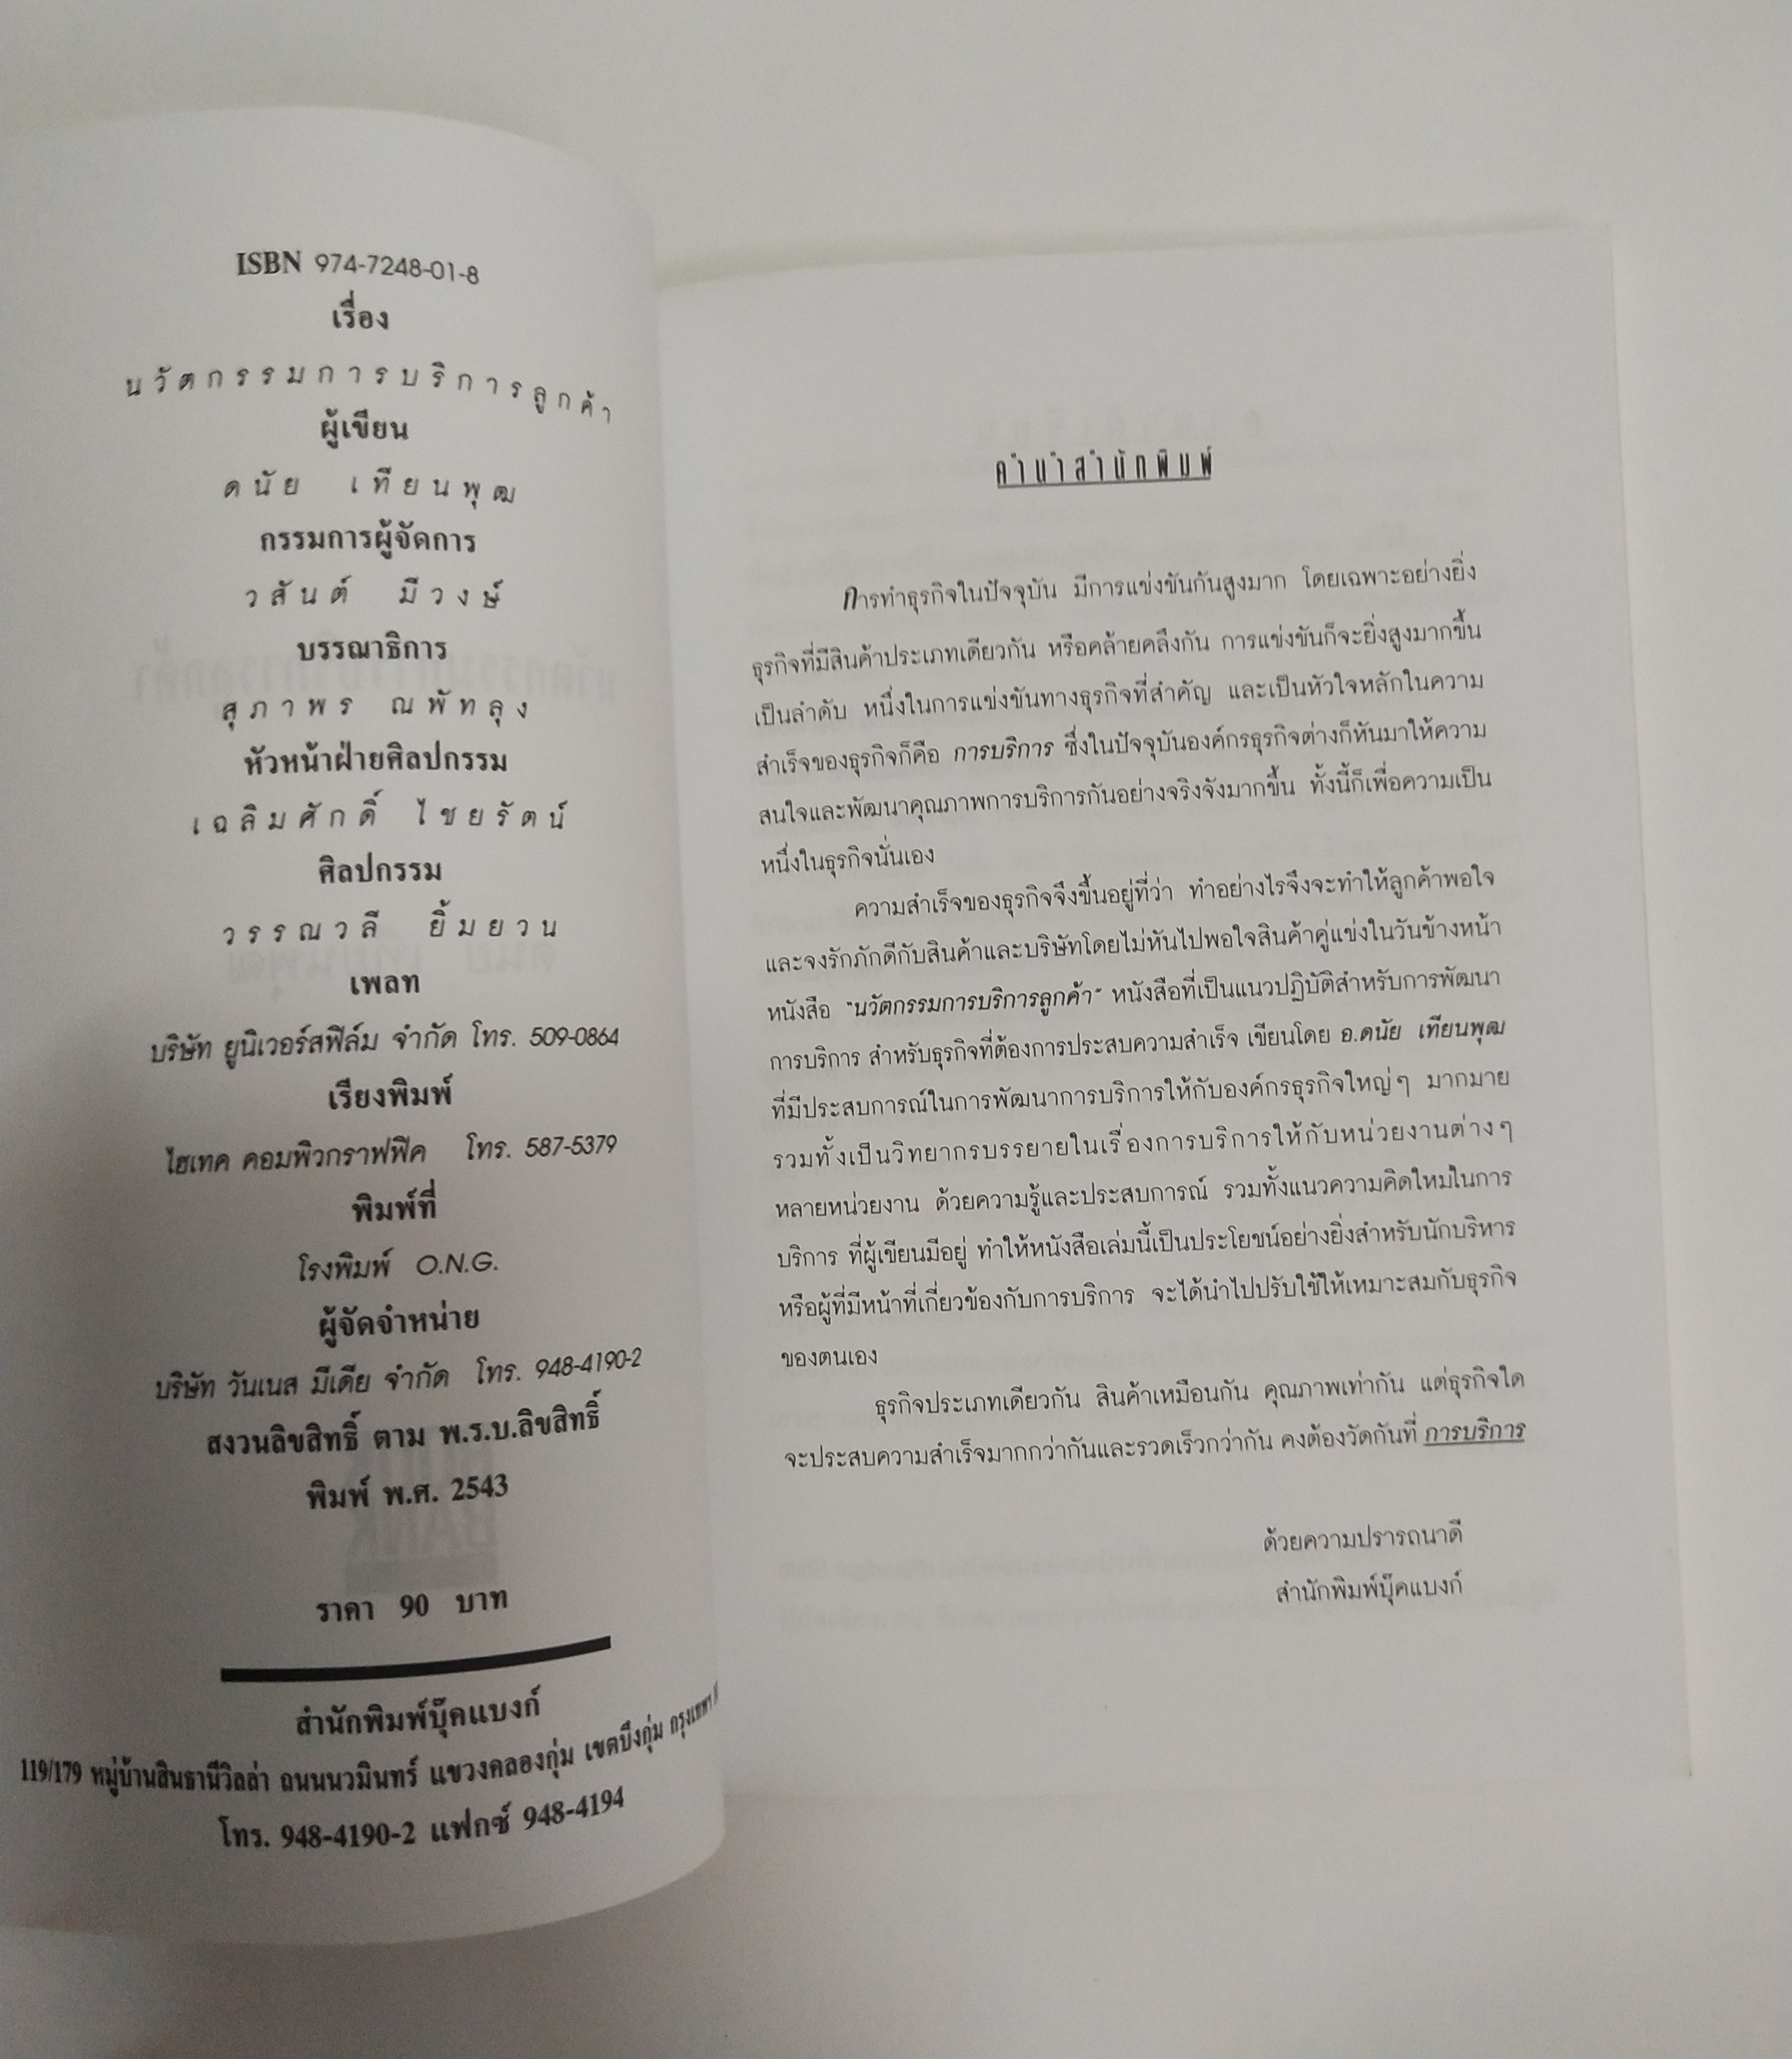 ISBN 974-7248-01-8
เรื่อง
นวัตกรรมการบริการลูกค้า
ผู้เขียน
ดนัย เทียนพุฒ
กรรมการผู้จัดการ
วสันต์ มีวงษ์
บรรณาธิการ
สุภาพร ณพัทลุง
หัวหน้าฝ่ายศิลปกรรม
เฉลิมศักดิ์ ไชยรัตน์
ศิลปกรรม
วรรณวลี ยิ้มยวน
เพลท
บริษัท ยูนิเวอร์สฟิล์ม จำกัด โทร. 509-0864
เรียงพิมพ์
ไฮเทค คอมพิวกราฟฟิค โทร. 587-5379
พิมพ์ที่
โรงพิมพ์ O.N.G.
ผู้จัดจำหน่าย
บริษัท วันเนส มีเดีย จำกัด โทร. 948-4190-2
สงวนลิขสิทธิ์ ตาม พ.ร.บ.ลิขสิทธิ์
พิมพ์ พ.ศ. 2543
ราคา 90 บาท
สำนักพิมพ์บุ๊คแบงก์
119/179 หมู่บ้านสินธานีวิลล่า ถนนนวมินทร์ แขวงคลองกุ่ม เขตบึงกุ่ม กรุงเทพฯ
โทร. 948-4190-2 แฟกซ์ 948-4194
คำนำสำนักพิมพ์
การทำธุรกิจในปัจจุบัน มีการแข่งขันกันสูงมาก โดยเฉพาะอย่างยิ่ง
ธุรกิจที่มีสินค้าประเภทเดียวกัน หรือคล้ายคลึงกัน การแข่งขันก็จะยิ่งสูงมากขึ้น
เป็นลำดับ หนึ่งในการแข่งขันทางธุรกิจที่สำคัญ และเป็นหัวใจหลักในความ
สำเร็จของธุรกิจก็คือ การบริการ ซึ่งในปัจจุบันองค์กรธุรกิจต่างก็หันมาให้ความ
สนใจและพัฒนาคุณภาพการบริการกันอย่างจริงจังมากขึ้น ทั้งนี้ก็เพื่อความเป็น
หนึ่งในธุรกิจนั่นเอง
ความสำเร็จของธุรกิจจึงขึ้นอยู่ที่ว่า ทำอย่างไรจึงจะทำให้ลูกค้าพอใจ
และจงรักภักดีกับสินค้าและบริษัทโดยไม่หันไปพอใจสินค้าคู่แข่งในวันข้างหน้า
หนังสือ "นวัตกรรมการบริการลูกค้า" หนังสือที่เป็นแนวปฏิบัติสำหรับการพัฒนา
การบริการ สำหรับธุรกิจที่ต้องการประสบความสำเร็จ เขียนโดย อ.ดนัย เทียนพุฒ
ที่มีประสบการณ์ในการพัฒนาการบริการให้กับองค์กรธุรกิจใหญ่ๆ มากมาย
รวมทั้งเป็นวิทยากรบรรยายในเรื่องการบริการให้กับหน่วยงานต่างๆ
หลายหน่วยงาน ด้วยความรู้และประสบการณ์ รวมทั้งแนวความคิดใหม่ในการ
บริการ ที่ผู้เขียนมีอยู่ ทำให้หนังสือเล่มนี้เป็นประโยชน์อย่างยิ่งสำหรับนักบริหาร
หรือผู้ที่มีหน้าที่เกี่ยวข้องกับการบริการ จะได้นำไปปรับใช้ให้เหมาะสมกับธุรกิจ
ของตนเอง
ธุรกิจประเภทเดียวกัน สินค้าเหมือนกัน คุณภาพเท่ากัน แต่ธุรกิจใด
จะประสบความสำเร็จมากกว่ากันและรวดเร็วกว่ากัน คงต้องวัดกันที่ การบริการ
ด้วยความปรารถนาดี
สำนักพิมพ์บุ๊คแบงก์